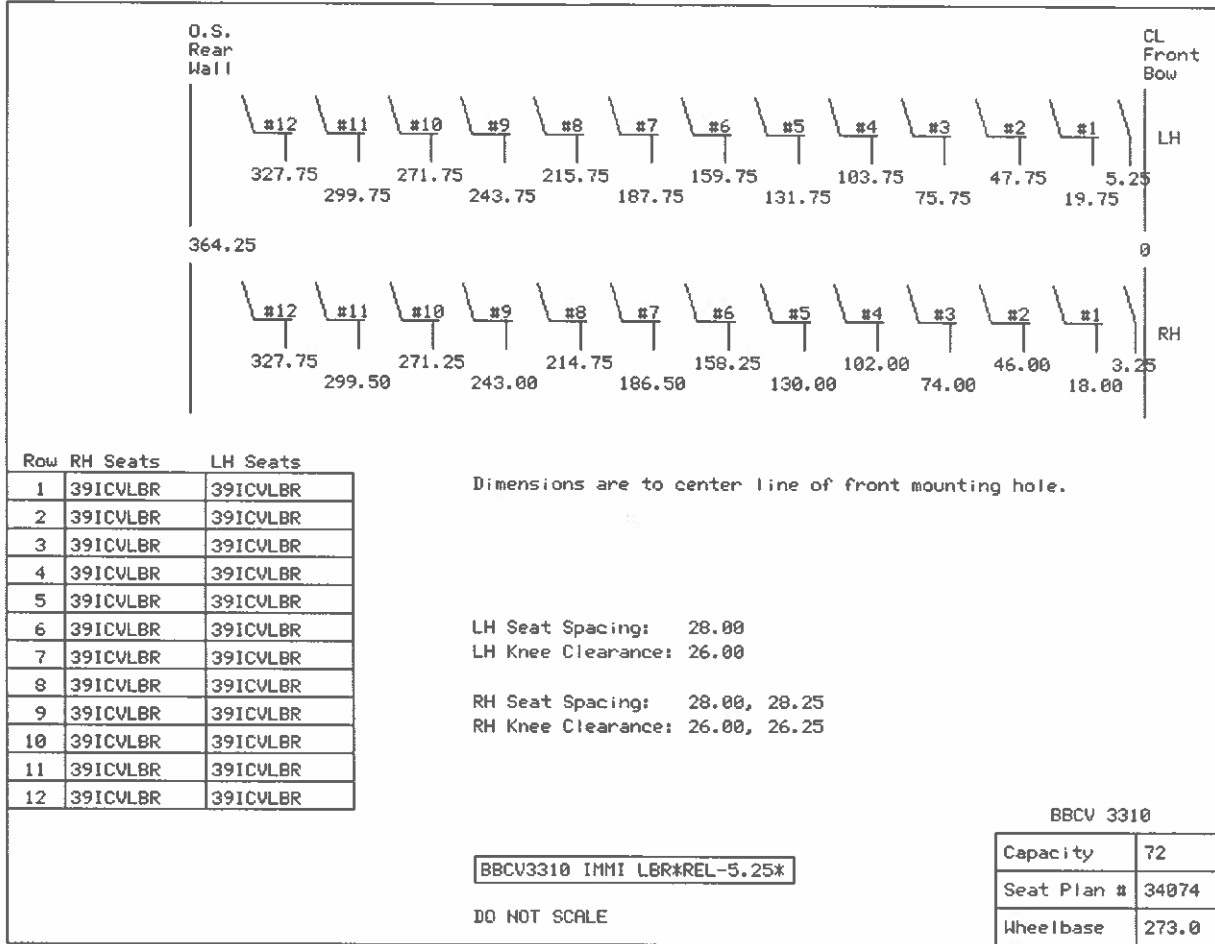 O.S. Rear Wall
CL Front Bow
#12 #11 #10 #9 #8 #7 #6 #5 #4 #3 #2 #1 LH
327.75 271.75 215.75 159.75 103.75 47.75 5.25
299.75 243.75 187.75 131.75 75.75 19.75
364.25 0
#12 #11 #10 #9 #8 #7 #6 #5 #4 #3 #2 #1 RH
327.75 271.25 214.75 158.25 102.00 46.00 3.25
299.50 243.00 186.50 130.00 74.00 18.00
Row RH Seats LH Seats
1 39ICVLBR 39ICVLBR
2 39ICVLBR 39ICVLBR
3 39ICVLBR 39ICVLBR
4 39ICVLBR 39ICVLBR
5 39ICVLBR 39ICVLBR
6 39ICVLBR 39ICVLBR
7 39ICVLBR 39ICVLBR
8 39ICVLBR 39ICVLBR
9 39ICVLBR 39ICVLBR
10 39ICVLBR 39ICVLBR
11 39ICVLBR 39ICVLBR
12 39ICVLBR 39ICVLBR
Dimensions are to center line of front mounting hole.
LH Seat Spacing: 28.00
LH Knee Clearance: 26.00
RH Seat Spacing: 28.00, 28.25
RH Knee Clearance: 26.00, 26.25
BBCV3310 IMMI LBR*REL-5.25*
DO NOT SCALE
BBCV 3310
Capacity 72
Seat Plan # 34074
Wheelbase 273.0